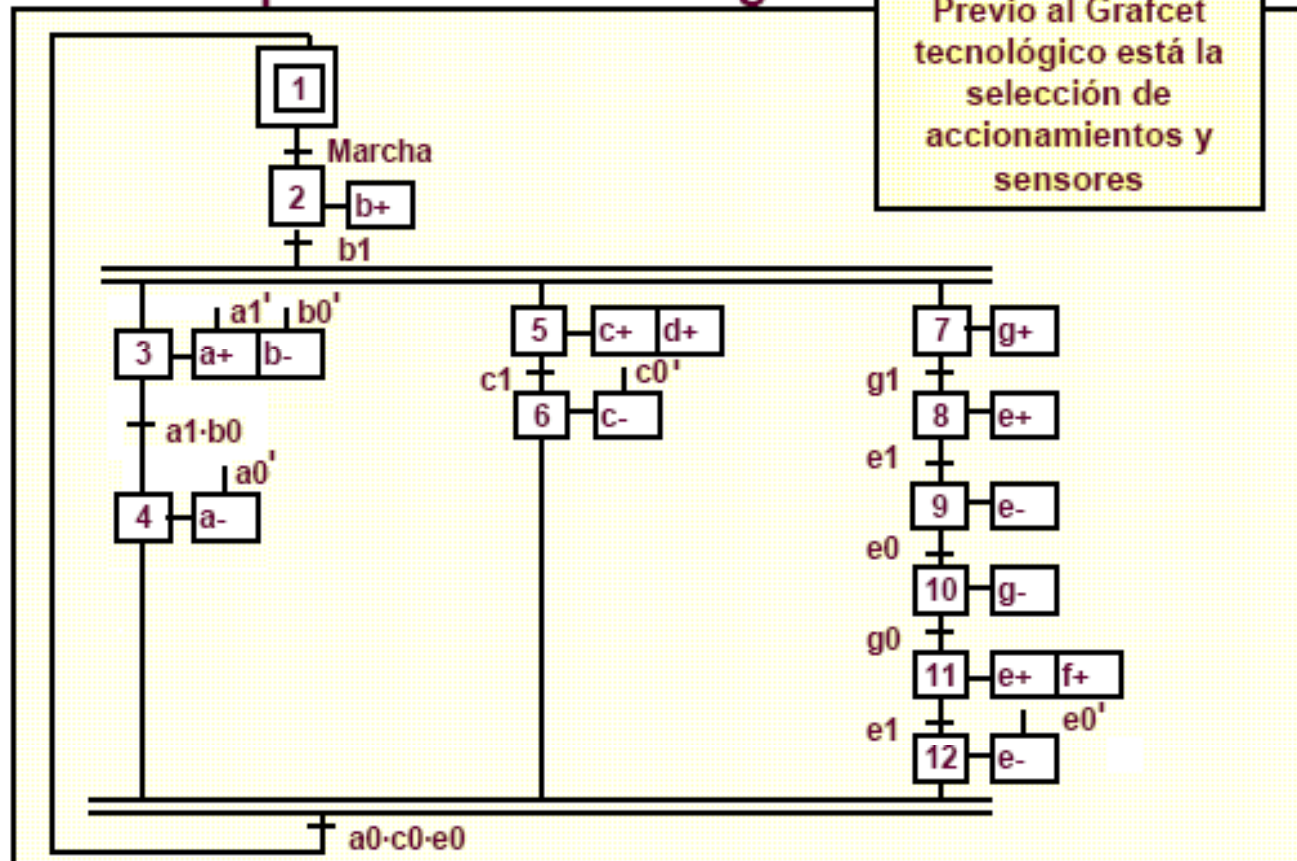 Previo al Grafcet
tecnológico está la
selección de
accionamientos y
sensores
1
Marcha
2 b+
b1
a1' b0'
3 a+ b-
a1·b0
a0'
4 a-
5 c+ d+
c1 c0'
6 c-
7 g+
g1
8 e+
e1
9 e-
e0
10 g-
g0
11 e+ f+
e1 e0'
12 e-
a0·c0·e0